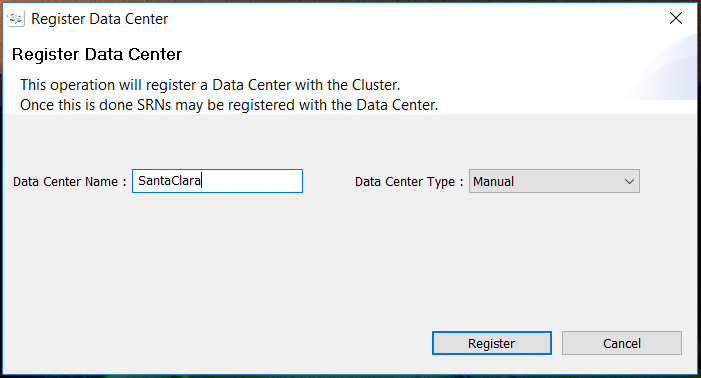 Register Data Center
Register Data Center
This operation will register a Data Center with the Cluster.
Once this is done SRNs may be registered with the Data Center.
Data Center Name : SantaClara Data Center Type : Manual
Register Cancel